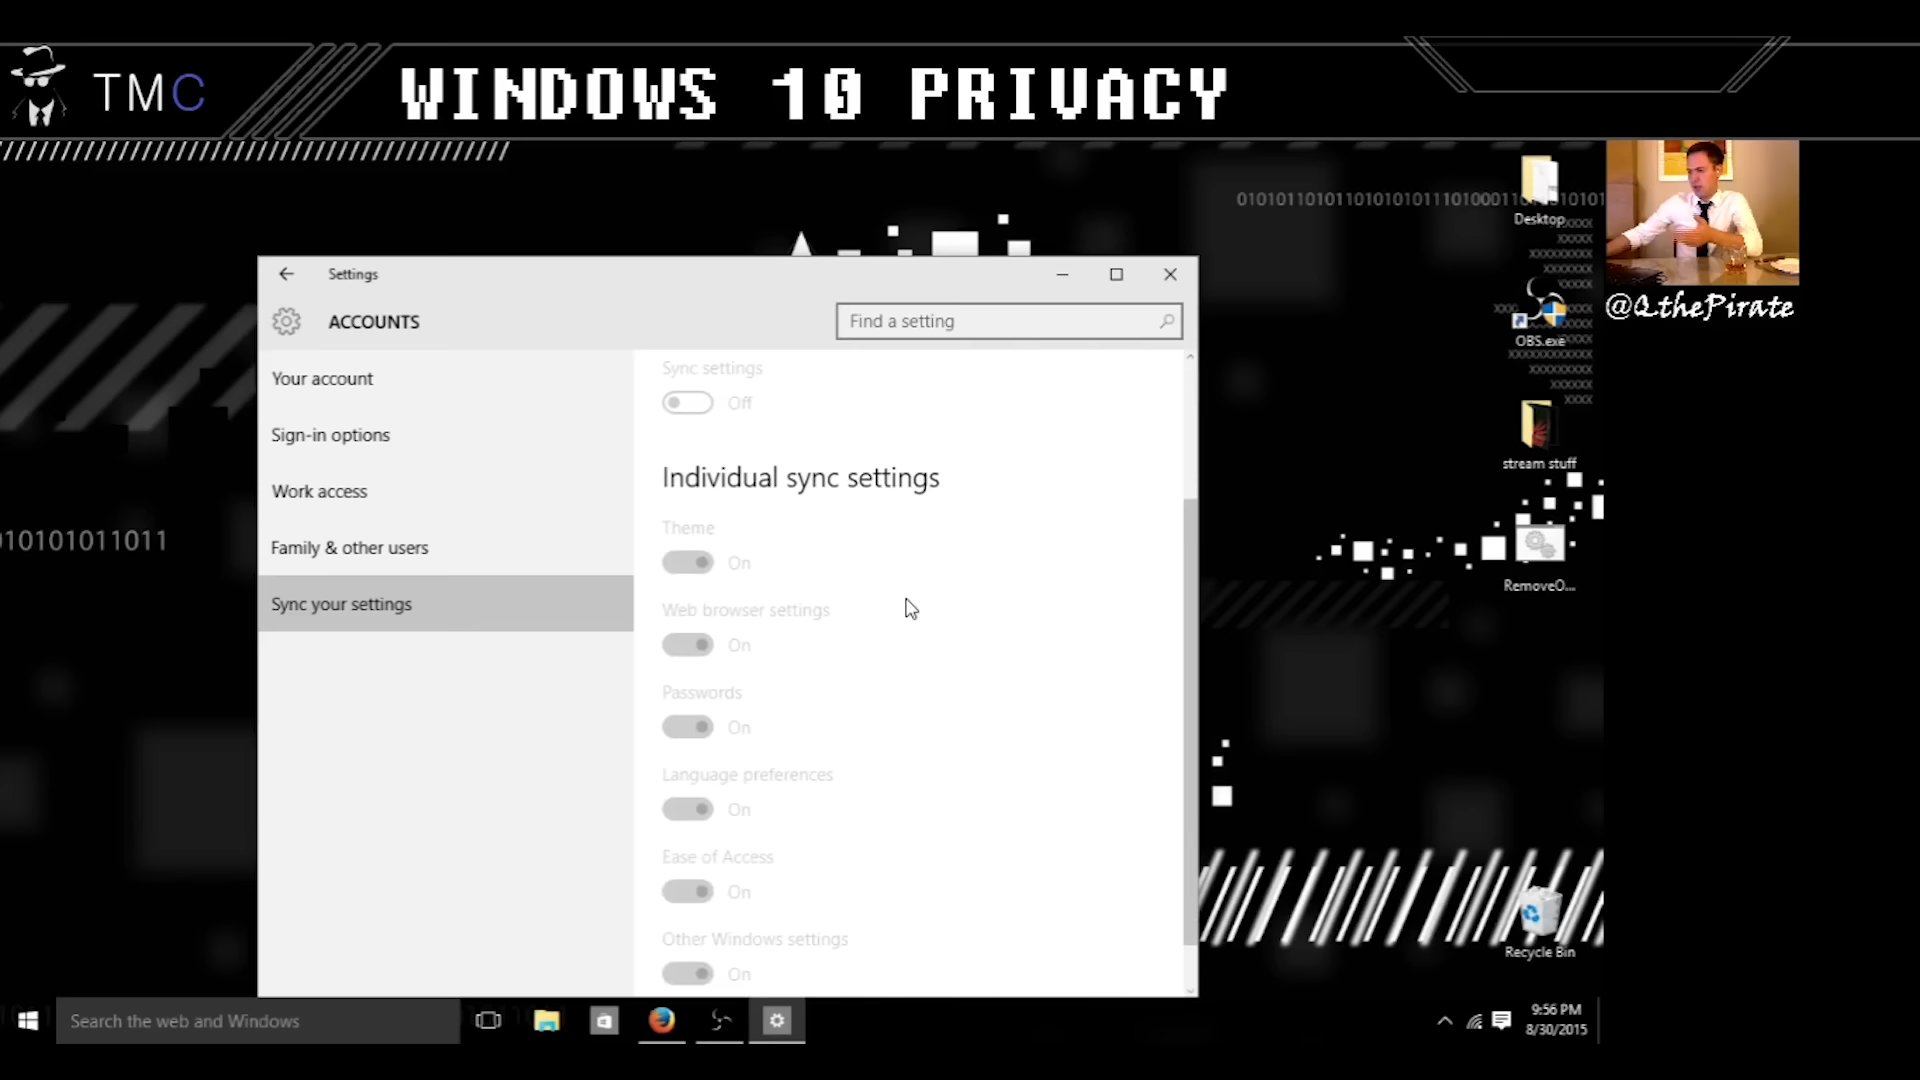 TMC
WINDOWS 10 PRIVACY
Desktop
OBS.exe
@QthePirate
stream stuff
RemoveO...
Recycle Bin
10101011011
Settings
ACCOUNTS
Find a setting
Your account
Sign-in options
Work access
Family & other users
Sync your settings
Sync settings
Off
Individual sync settings
Theme
On
Web browser settings
On
Passwords
On
Language preferences
On
Ease of Access
On
Other Windows settings
On
Search the web and Windows
9:56 PM
8/30/2015